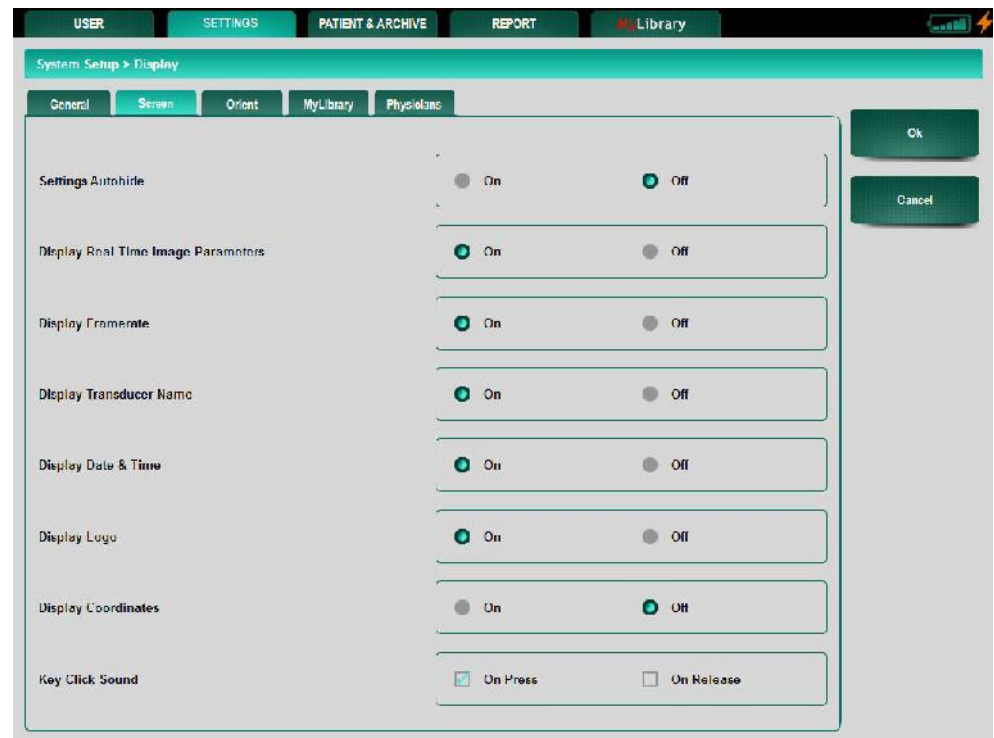 USER SETTINGS PATIENT & ARCHIVE REPORT MyLibrary
System Setup > Display
General Screen Orient MyLibrary Physicians
Ok
Settings Autohide On Off
Cancel
Display Real Time Image Parameters On Off
Display Framerate On Off
Display Transducer Name On Off
Display Date & Time On Off
Display Logo On Off
Display Coordinates On Off
Key Click Sound On Press On Release